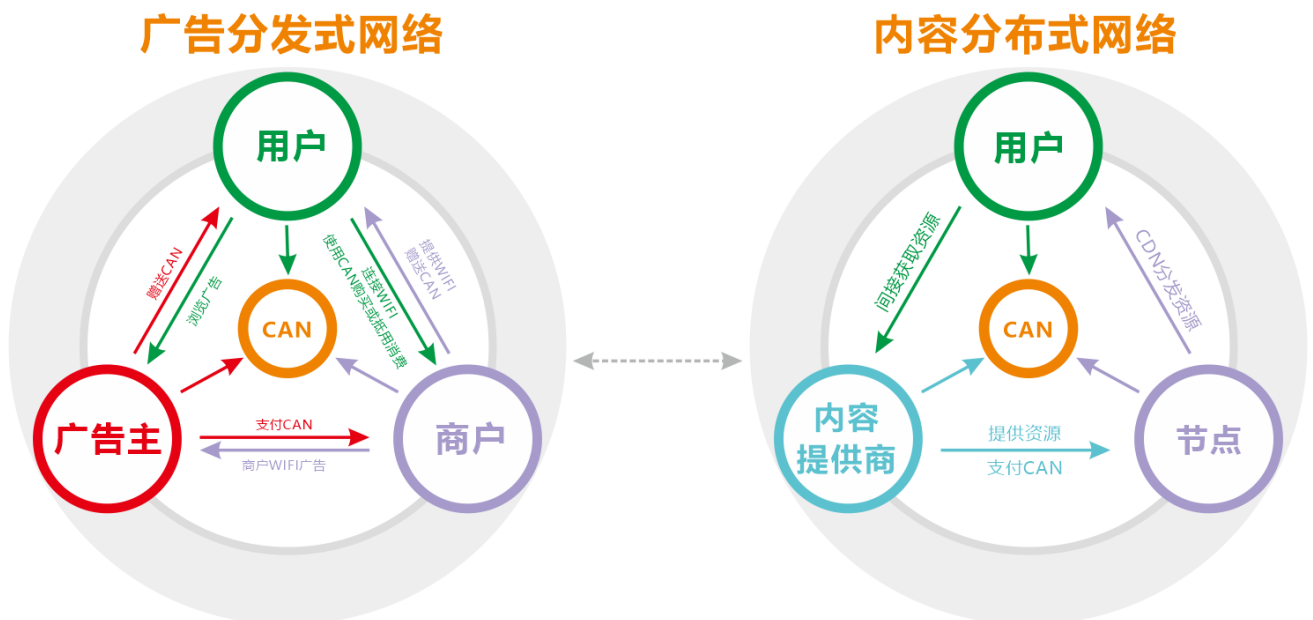 广告分发式网络
用户
赠送CAN
浏览广告
提供WIFI
赠送CAN
连接WIFI
使用CAN购买或抵用消费
CAN
广告主
支付CAN
商户WIFI广告
商户
内容分布式网络
用户
间接获取资源
CDN分发资源
CAN
内容
提供商
提供资源
支付CAN
节点